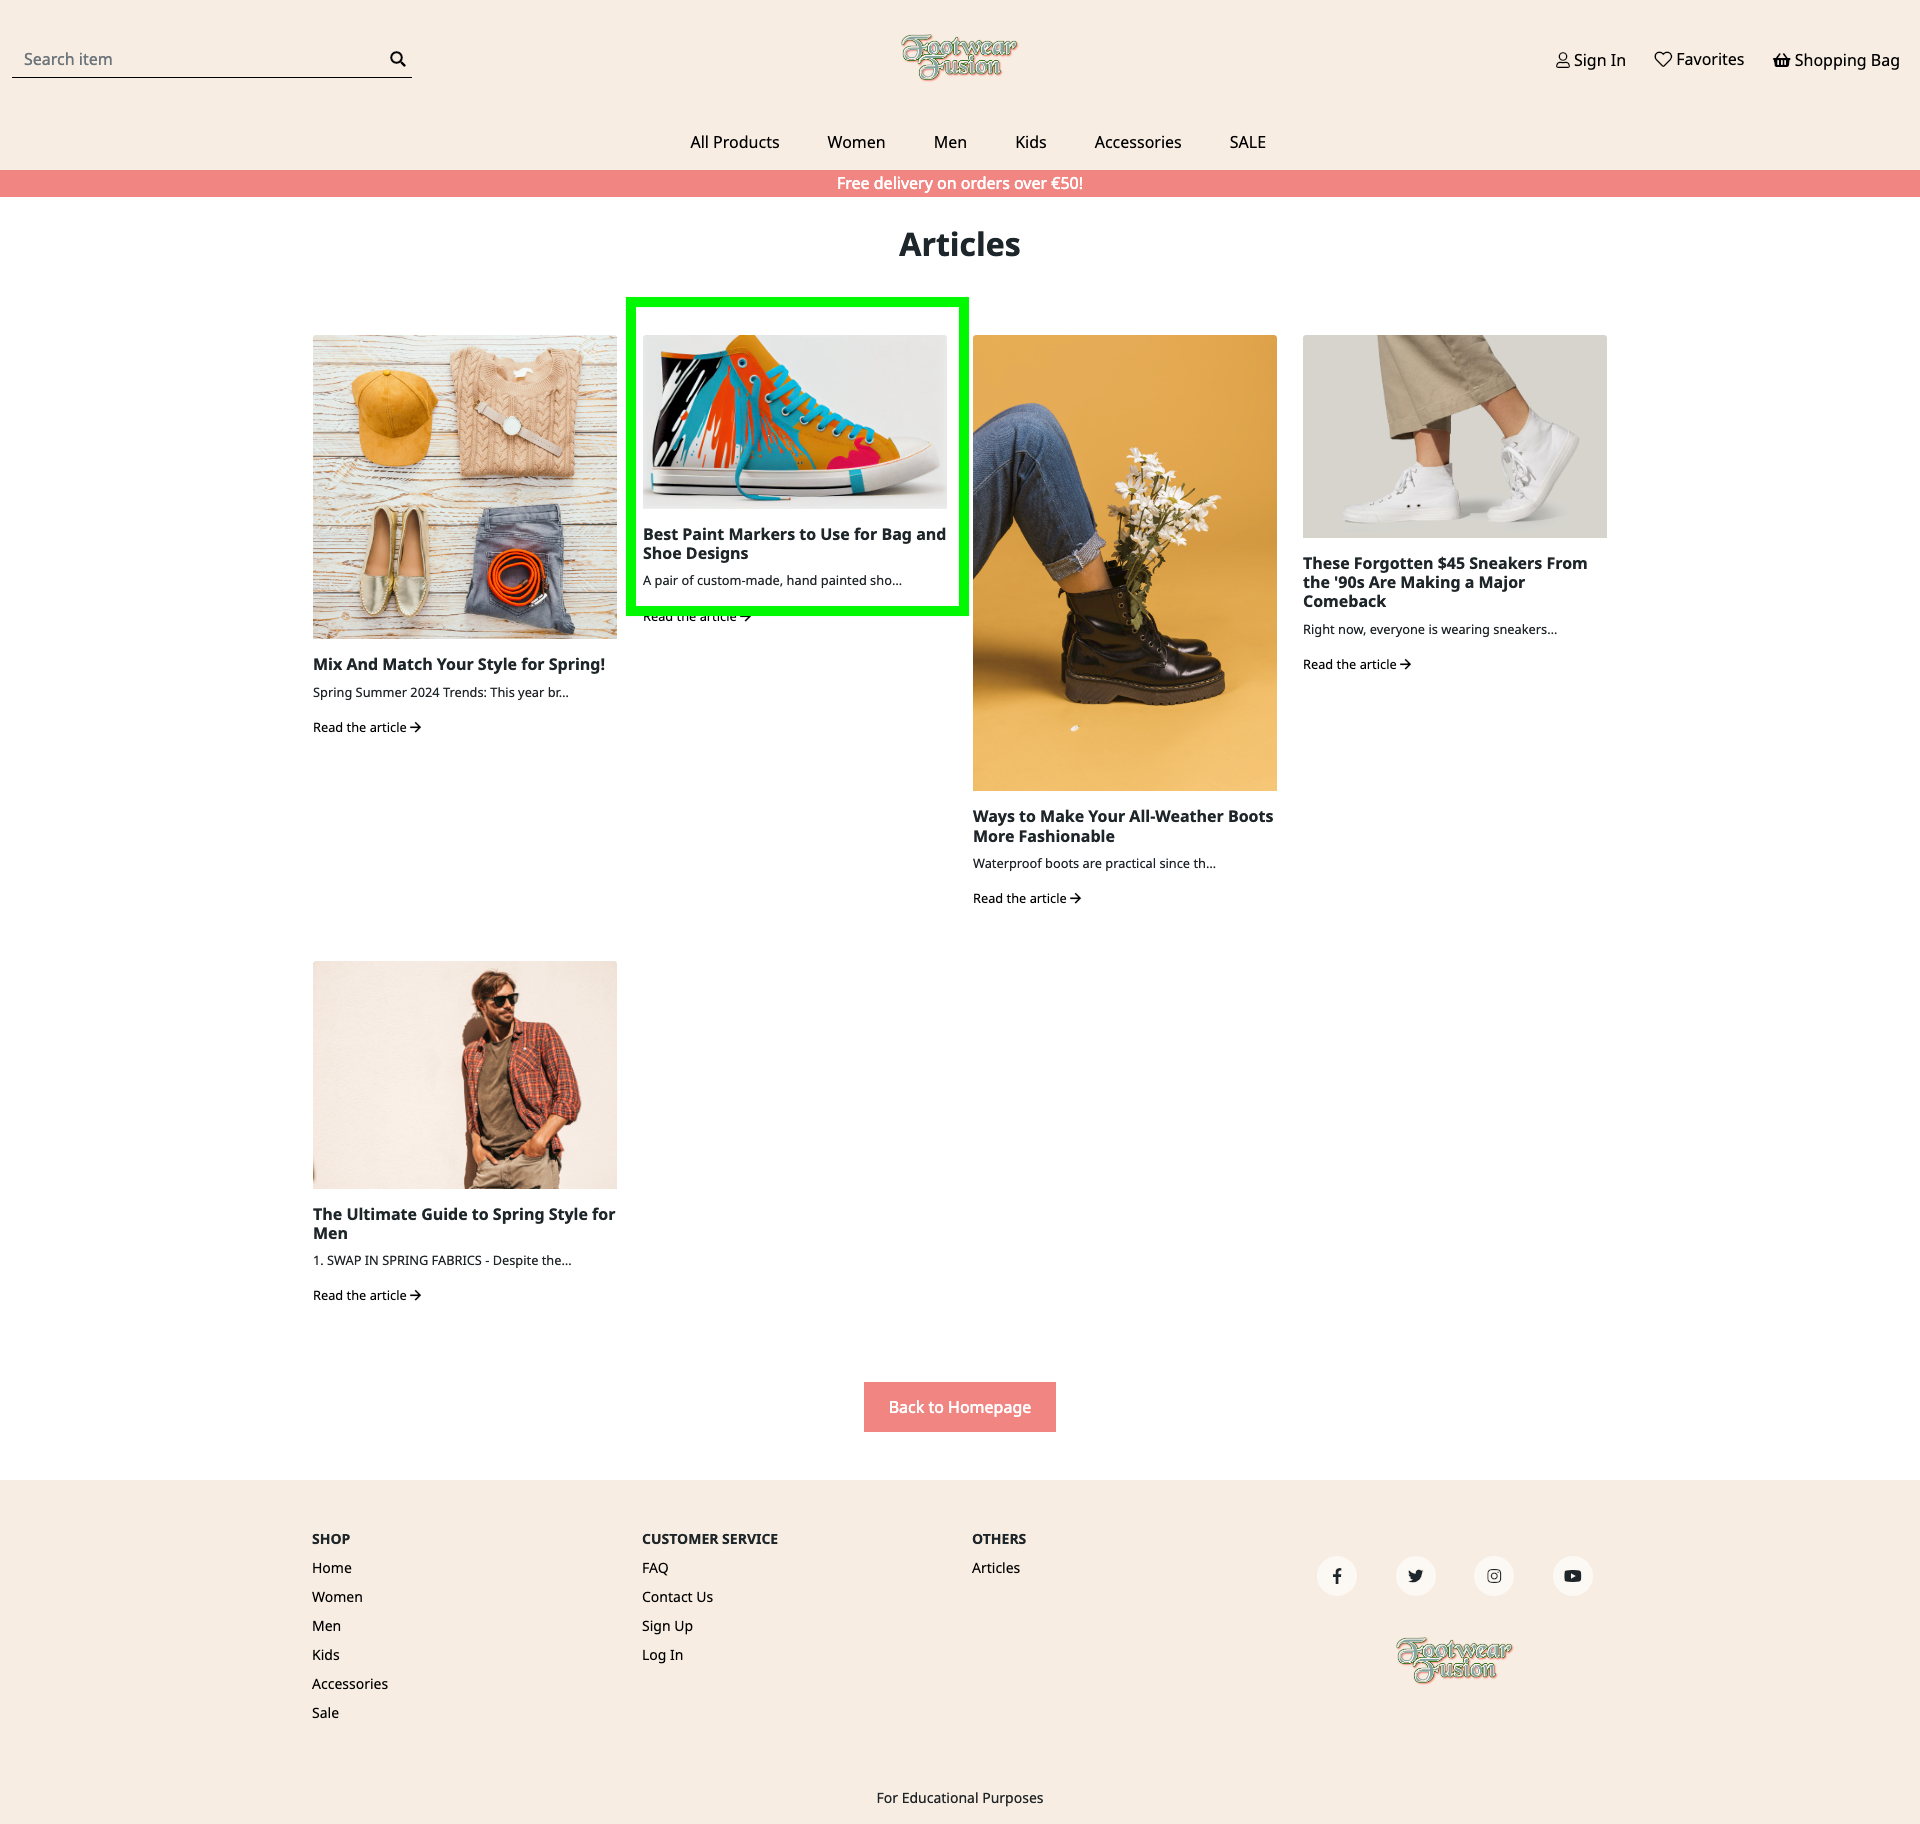 Search item
Footwear
Fusion
Sign In
Favorites
Shopping Bag
All Products
Women
Men
Kids
Accessories
SALE
Free delivery on orders over €50!
Articles
Mix And Match Your Style for Spring!
Spring Summer 2024 Trends: This year br...
Read the article
Best Paint Markers to Use for Bag and
Shoe Designs
A pair of custom-made, hand painted sho...
Read the article
Ways to Make Your All-Weather Boots
More Fashionable
Waterproof boots are practical since th...
Read the article
These Forgotten $45 Sneakers From
the '90s Are Making a Major
Comeback
Right now, everyone is wearing sneakers...
Read the article
The Ultimate Guide to Spring Style for
Men
1. SWAP IN SPRING FABRICS - Despite the...
Read the article
Back to Homepage
SHOP
Home
Women
Men
Kids
Accessories
Sale
CUSTOMER SERVICE
FAQ
Contact Us
Sign Up
Log In
OTHERS
Articles
Footwear
Fusion
For Educational Purposes